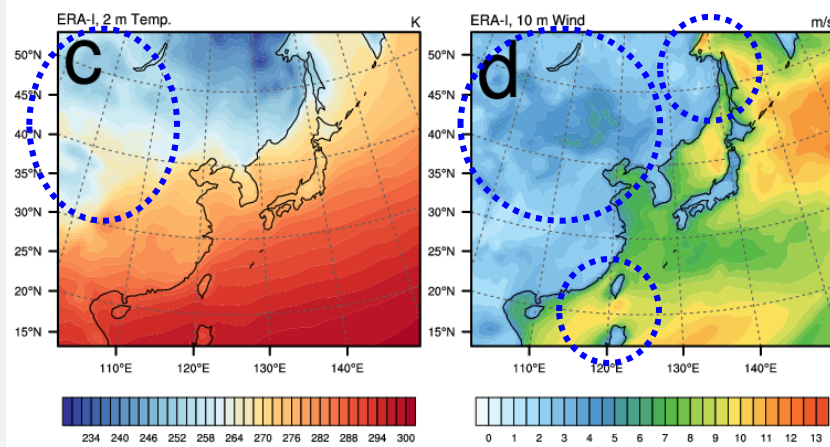 ERA-I, 2 m Temp. K
c
50°N
45°N
40°N
35°N
30°N
25°N
20°N
15°N
110°E 120°E 130°E 140°E
234 240 246 252 258 264 270 276 282 288 294 300
ERA-I, 10 m Wind m/s
d
50°N
45°N
40°N
35°N
30°N
25°N
20°N
15°N
110°E 120°E 130°E 140°E
0 1 2 3 4 5 6 7 8 9 10 11 12 13